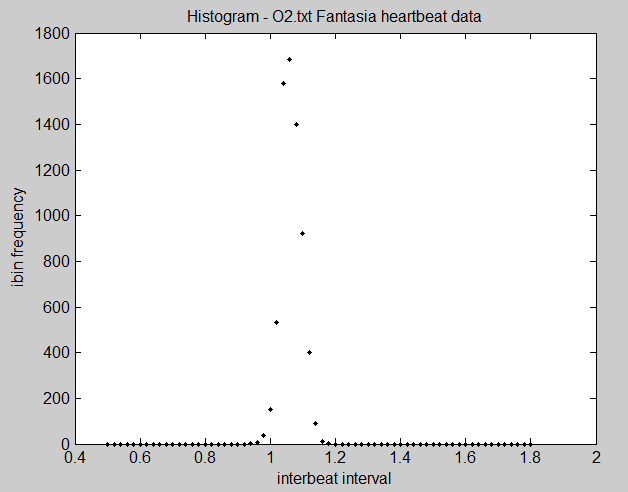 Histogram - O2.txt Fantasia heartbeat data
1800
1600
1400
1200
1000
800
600
400
200
0
ibin frequency
0.4 0.6 0.8 1 1.2 1.4 1.6 1.8 2
interbeat interval